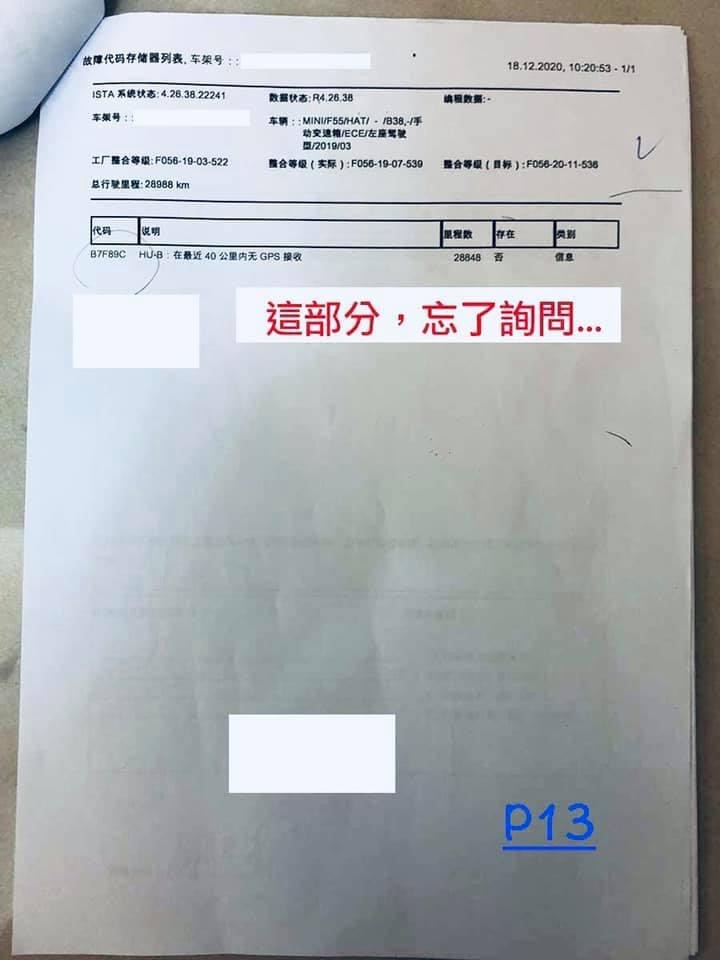 故障代码存储器列表, 车架号 : :
18.12.2020, 10:20:53 - 1/1
ISTA 系统状态: 4.26.38.22241
数据状态: R4.26.38
编程数据: -
车架号 : :
车辆 : : MINI/F55/HAT/ - /B38,-/手
动变速箱/ECE/左座驾驶
型/2019/03
工厂整合等级: F056-19-03-522
整合等级 ( 实际 ) : F056-19-07-539
整合等级 ( 目标 ) : F056-20-11-536
总行驶里程: 28988 km
代码 说明 里程数 存在 类别
B7F89C HU-B : 在最近 40 公里内无 GPS 接收 28848 否 信息
這部分，忘了詢問...
P13